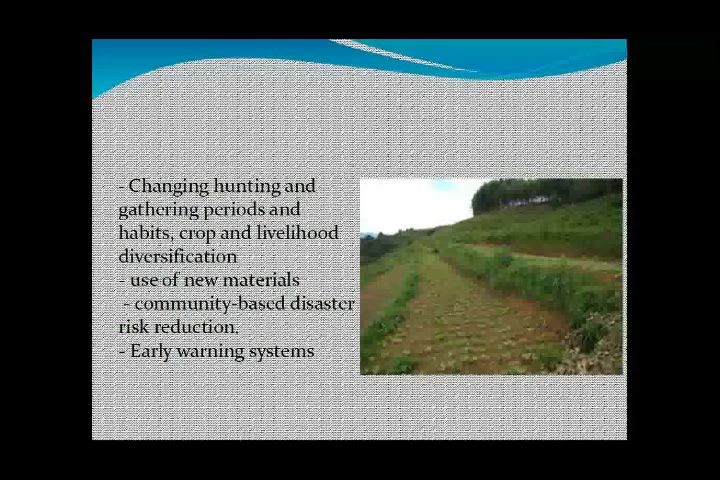 - Changing hunting and
gathering periods and
habits, crop and livelihood
diversification
- use of new materials
- community-based disaster
risk reduction.
- Early warning systems